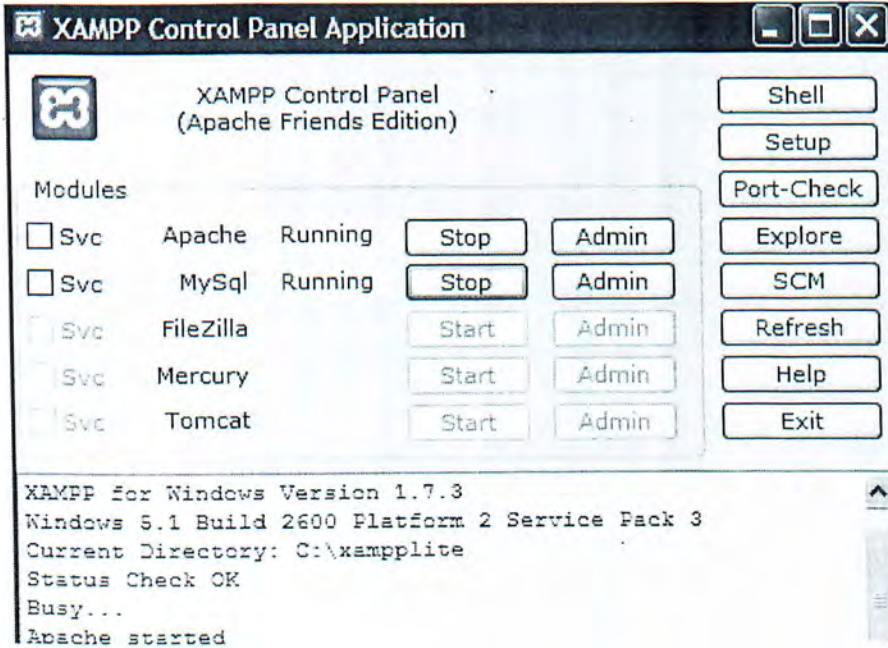 XAMPP Control Panel Application
XAMPP Control Panel
(Apache Friends Edition)
Shell
Setup
Port-Check
Explore
SCM
Refresh
Help
Exit
Modules
Svc Apache Running Stop Admin
Svc MySql Running Stop Admin
Svc FileZilla Start Admin
Svc Mercury Start Admin
Svc Tomcat Start Admin
XAMPP for Windows Version 1.7.3
Windows 5.1 Build 2600 Platform 2 Service Pack 3
Current Directory: C:\xampplite
Status Check OK
Busy...
Apache started